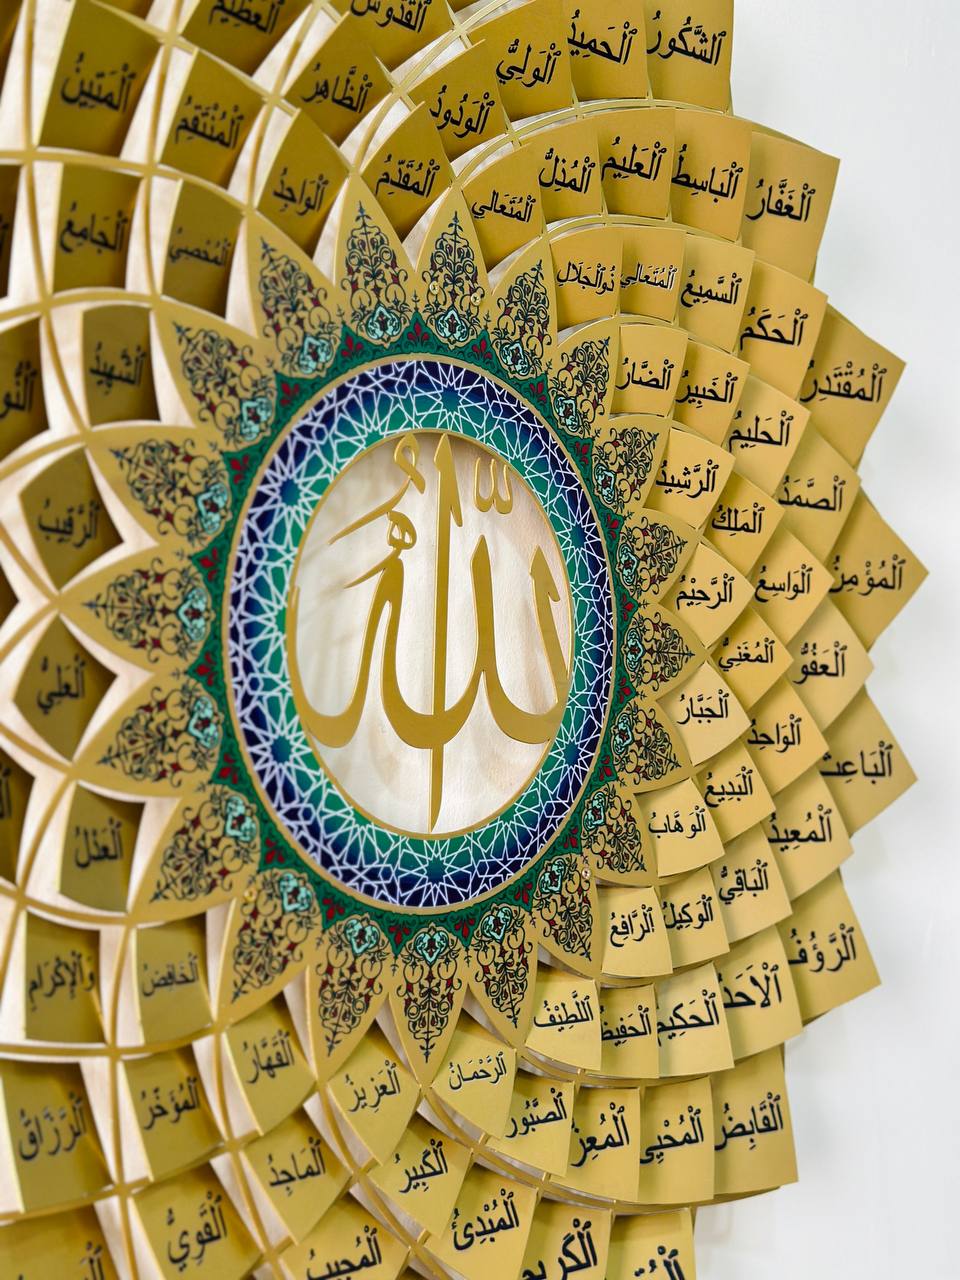 ٱلْعَظِيمُ
ٱلْقُدُّوسُ
ٱلْوَلِيُّ
ٱلْحَمِيدُ
ٱلشَّكُورُ
ٱلْمَتِينُ
ٱلْمُنْتَقِمُ
ٱلظَّاهِرُ
ٱلْوَدُودُ
ٱلْوَاجِدُ
ٱلْمُقَدِّمُ
ٱلْمُتَعَالِي
ٱلْمُذِلُّ
ٱلْعَلِيمُ
ٱلْبَاسِطُ
ٱلْغَفَّارُ
ٱلْجَامِعُ
ٱلْمُحْصِيُ
ذُوالْجَلَالِ
ٱلْمُتَعَالِي
ٱلسَّمِيعُ
ٱلْحَكَمُ
ٱلْمُقْتَدِرُ
ٱلشَّهِيدُ
ٱلضَّارُ
ٱلْخَبِيرُ
ٱلْحَلِيمُ
ٱلصَّمَدُ
ٱلرَّشِيدُ
ٱلْمَلِكُ
ٱلرَّقِيبُ
ٱللهُ
ٱلرَّحِيْمُ
ٱلْوَاسِعُ
ٱلْمُؤْمِنُ
ٱلْعَلِيُّ
ٱلْمُغَنِيُ
ٱلْعَفُوُّ
ٱلْجَبَّارُ
ٱلْوَاحِدُ
ٱلْبَاعِثُ
ٱلْعَدْلُ
ٱلْبَدِيعُ
ٱلْوَهَّابُ
ٱلْمُعِيدُ
ٱلْبَاقِيُ
ٱلرَّافِعُ
ٱلْوَكِيلُ
ٱلرَّؤُفُ
وَٱلْإِكْرَامِ
ٱلْخَافِضُ
ٱللَّطِيْفُ
ٱلْحَفِيظُ
ٱلْحَكِيمُ
ٱلْاَحَدُ
ٱلْقَهَّارُ
ٱلْعَزِيزُ
ٱلرَّحْمَانُ
ٱلرَّزَّاقُ
ٱلْمُؤَخِّرُ
ٱلْمَاجِدُ
ٱلْكَبِيرُ
ٱلصَّبُورُ
ٱلْمُعِزُّ
ٱلْمُحْيِي
ٱلْقَابِضُ
ٱلْقَوِيُّ
ٱلْمُجِيبُ
ٱلْمُبْدِئُ
ٱلْكَرِيمُ